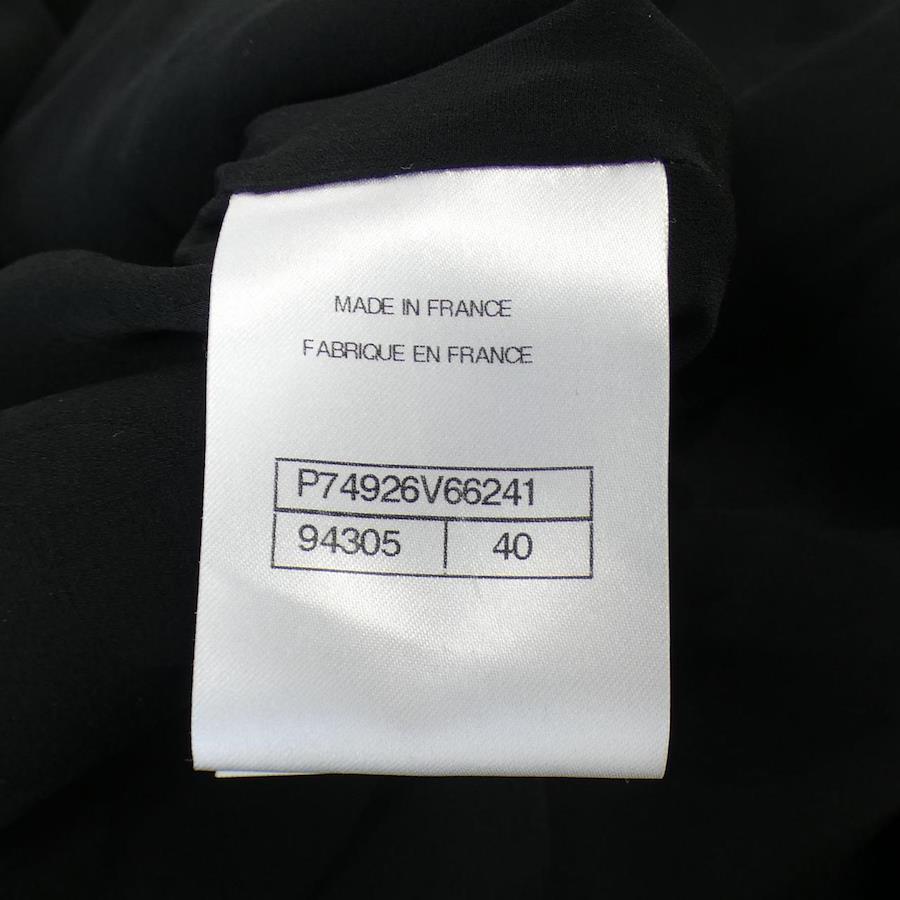 MADE IN FRANCE
FABRIQUE EN FRANCE
P74926V66241
94305 40